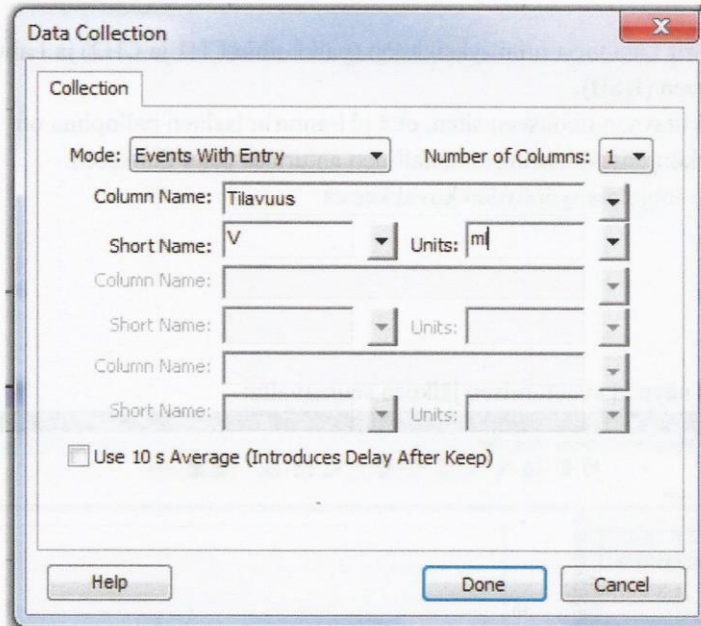 Data Collection
Collection
Mode: Events With Entry Number of Columns: 1
Column Name: Tilavuus
Short Name: V Units: ml
Column Name:
Short Name: Units:
Column Name:
Short Name: Units:
Use 10 s Average (Introduces Delay After Keep)
Help Done Cancel